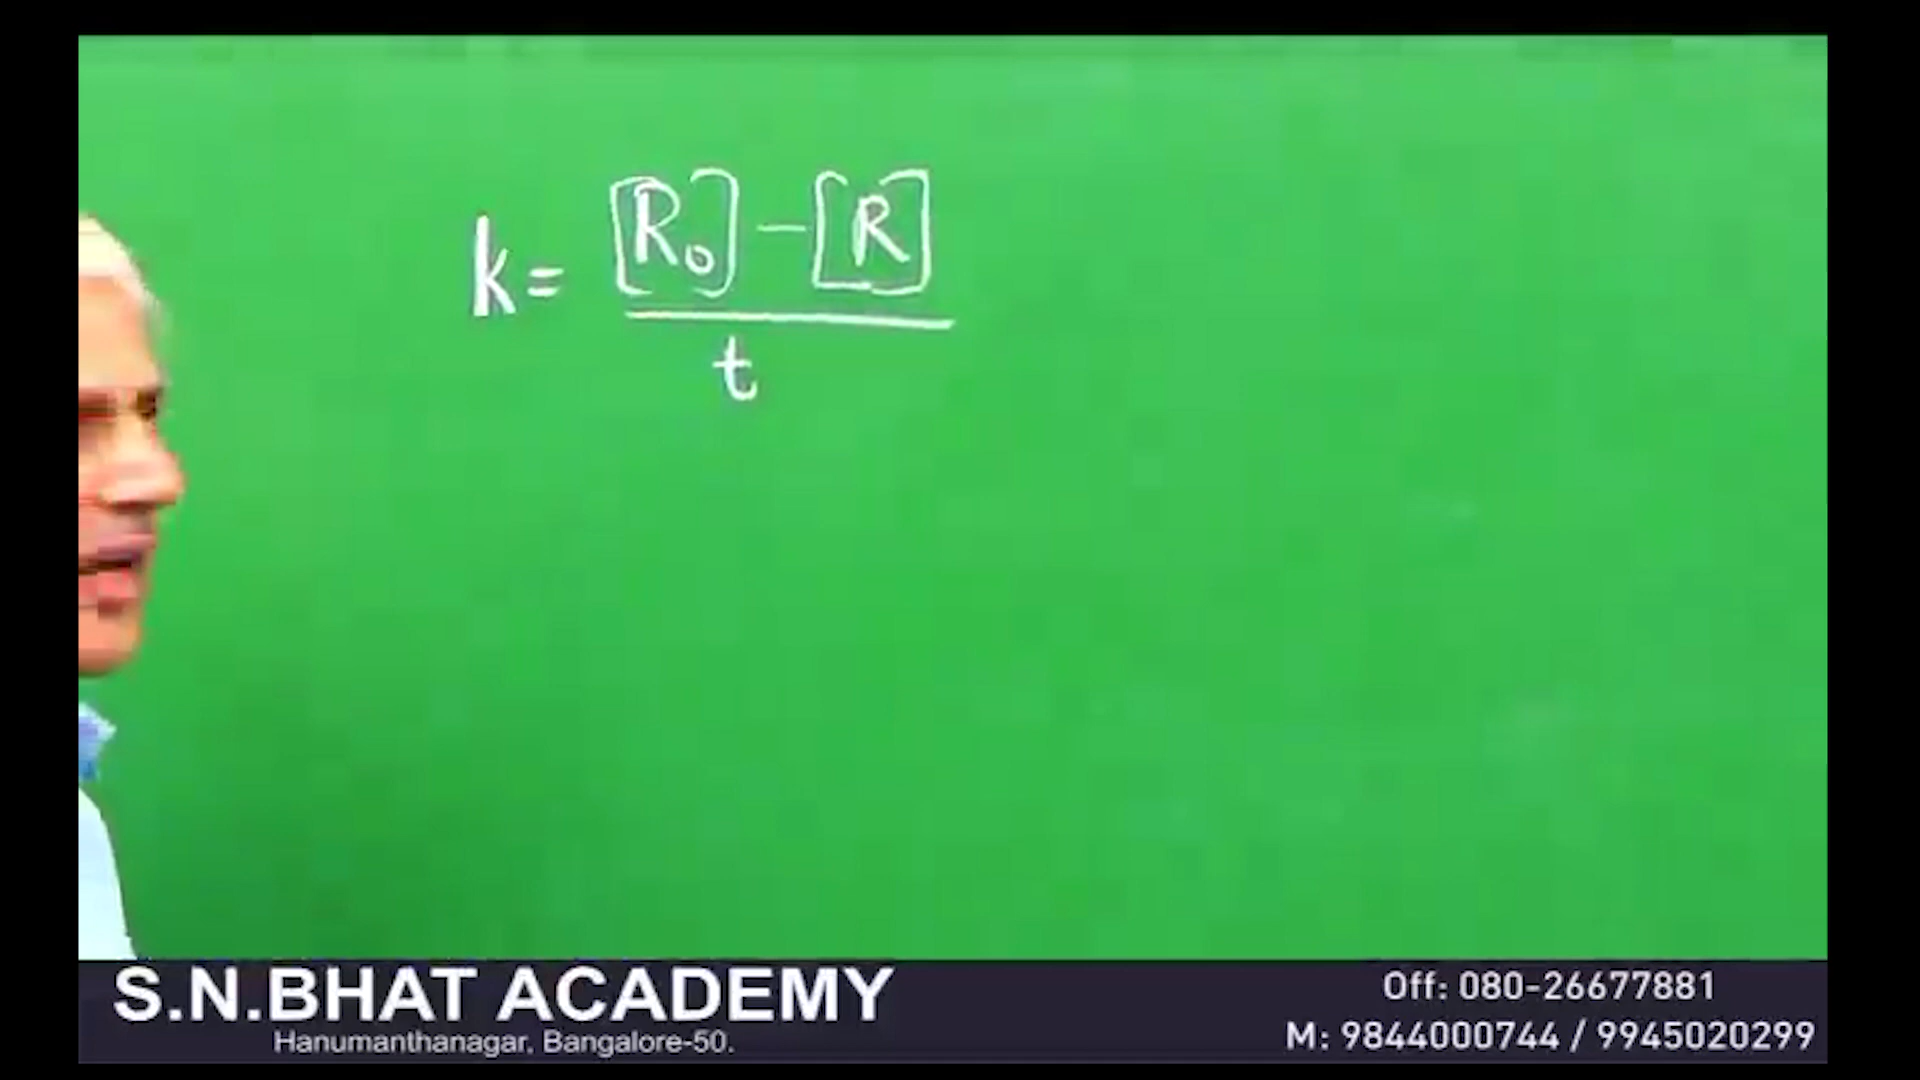 k = [R₀] - [R]
t
S.N.BHAT ACADEMY
Hanumanthanagar, Bangalore-50.
Off: 080-26677881
M: 9844000744 / 9945020299